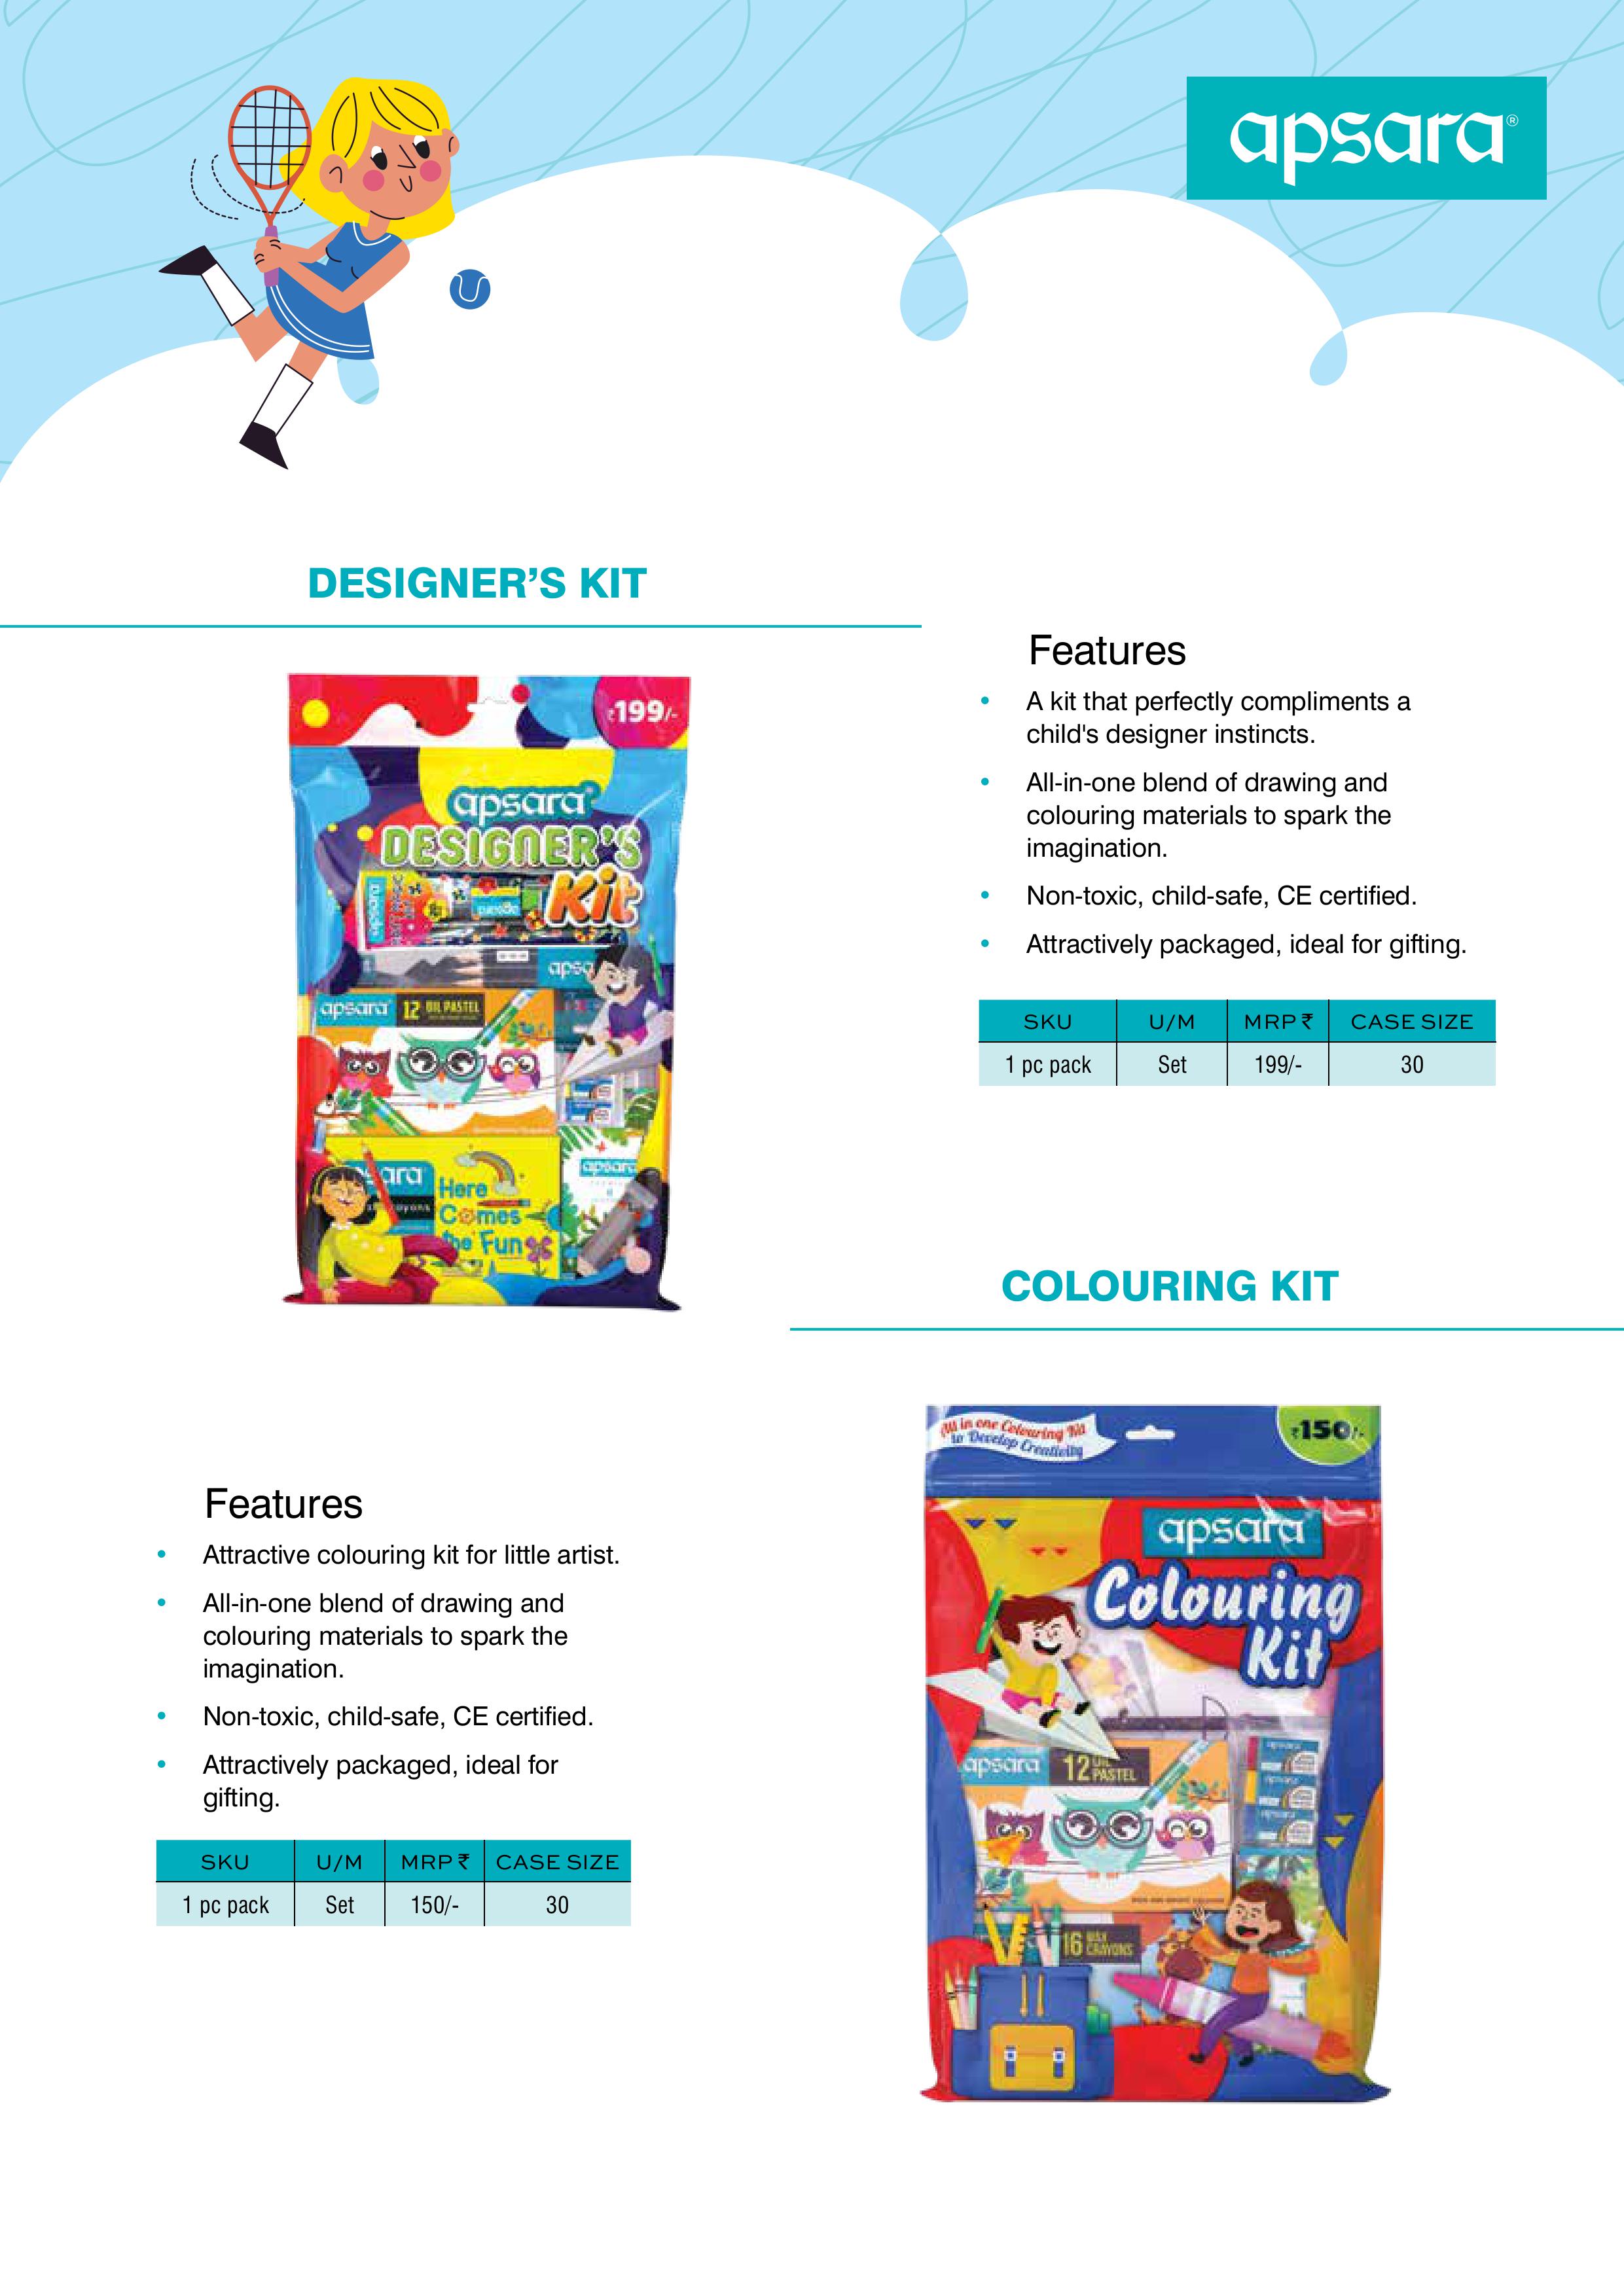 apsara®
DESIGNER'S KIT
₹199/-
apsara®
DESIGNER'S
Kit
apsara
apsara
12 OIL PASTEL
Here
Comes
the Fun
apsara
Features
• A kit that perfectly compliments a
child's designer instincts.
• All-in-one blend of drawing and
colouring materials to spark the
imagination.
• Non-toxic, child-safe, CE certified.
• Attractively packaged, ideal for gifting.
SKU U/M MRP ₹ CASE SIZE
1 pc pack Set 199/- 30
COLOURING KIT
All in one Colouring Kit
to Develop Creativity
₹150/-
apsara
Colouring
Kit
apsara
12 OIL
PASTEL
apsara
apsara
apsara
16 WAX
CRAYONS
Features
• Attractive colouring kit for little artist.
• All-in-one blend of drawing and
colouring materials to spark the
imagination.
• Non-toxic, child-safe, CE certified.
• Attractively packaged, ideal for
gifting.
SKU U/M MRP ₹ CASE SIZE
1 pc pack Set 150/- 30